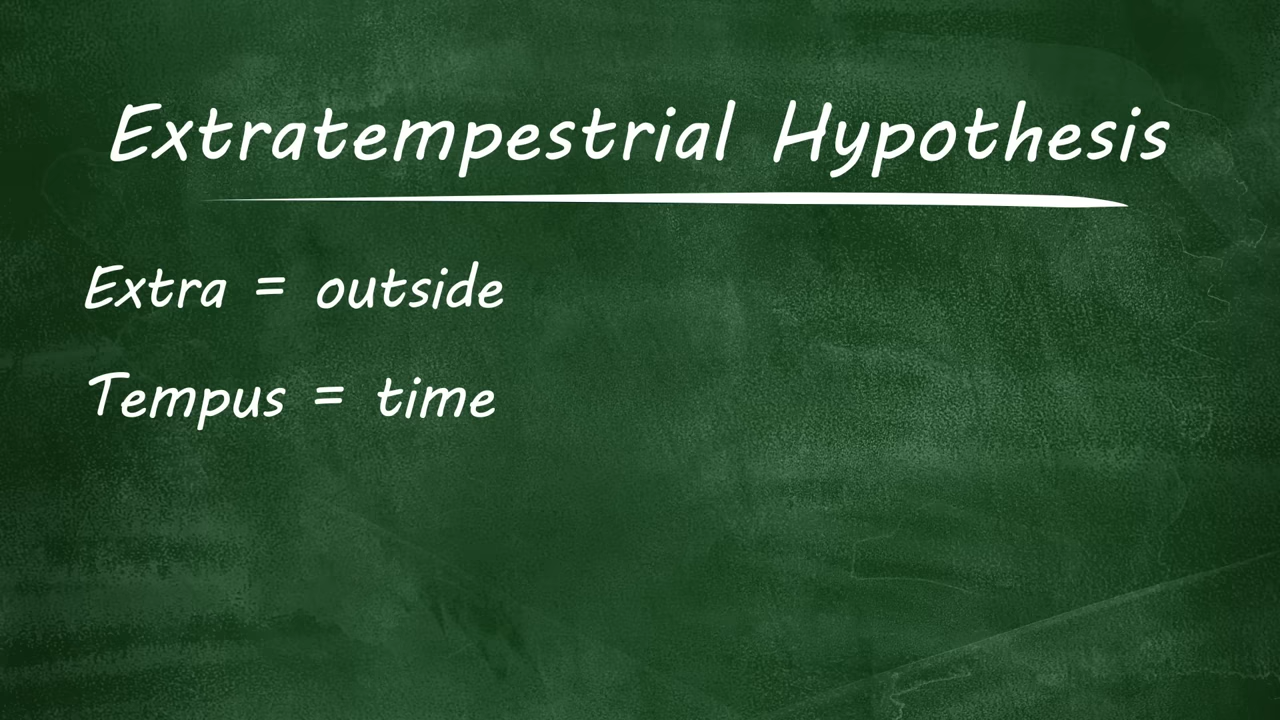 Extratempestrial Hypothesis
Extra = outside
Tempus = time